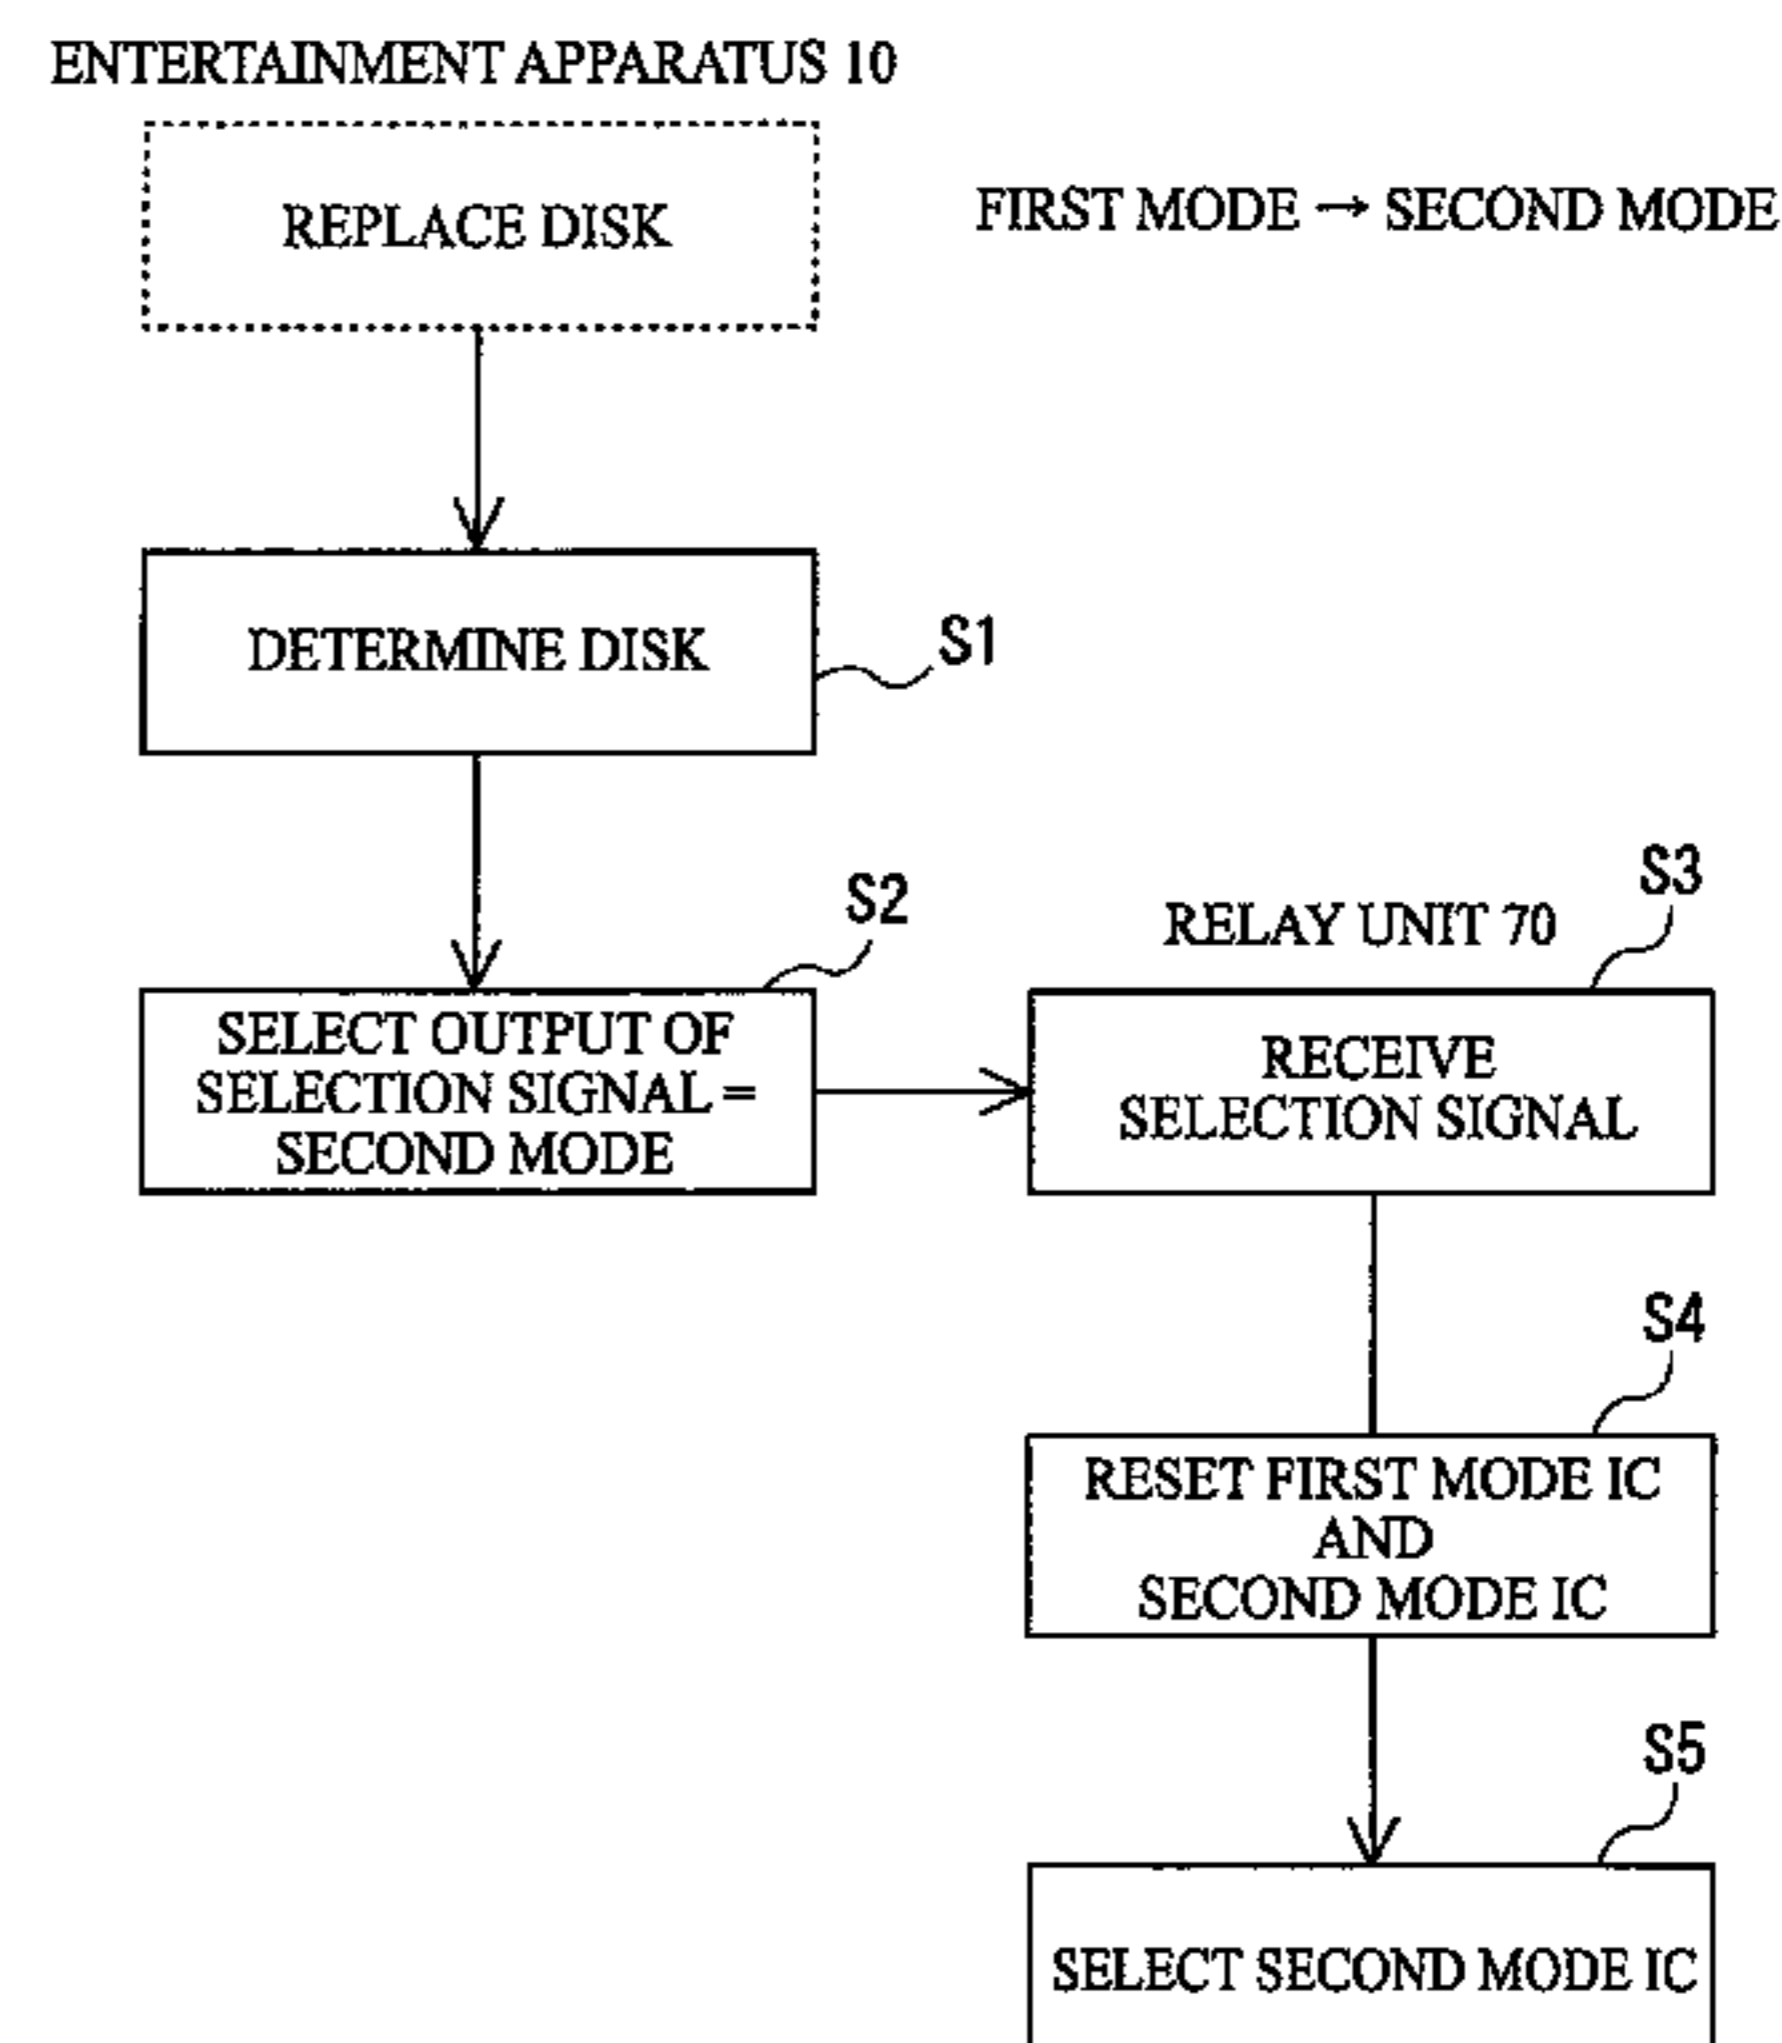 ENTERTAINMENT APPARATUS 10
REPLACE DISK
FIRST MODE → SECOND MODE
DETERMINE DISK
S1
S2
SELECT OUTPUT OF
SELECTION SIGNAL =
SECOND MODE
S3
RELAY UNIT 70
RECEIVE
SELECTION SIGNAL
S4
RESET FIRST MODE IC
AND
SECOND MODE IC
S5
SELECT SECOND MODE IC